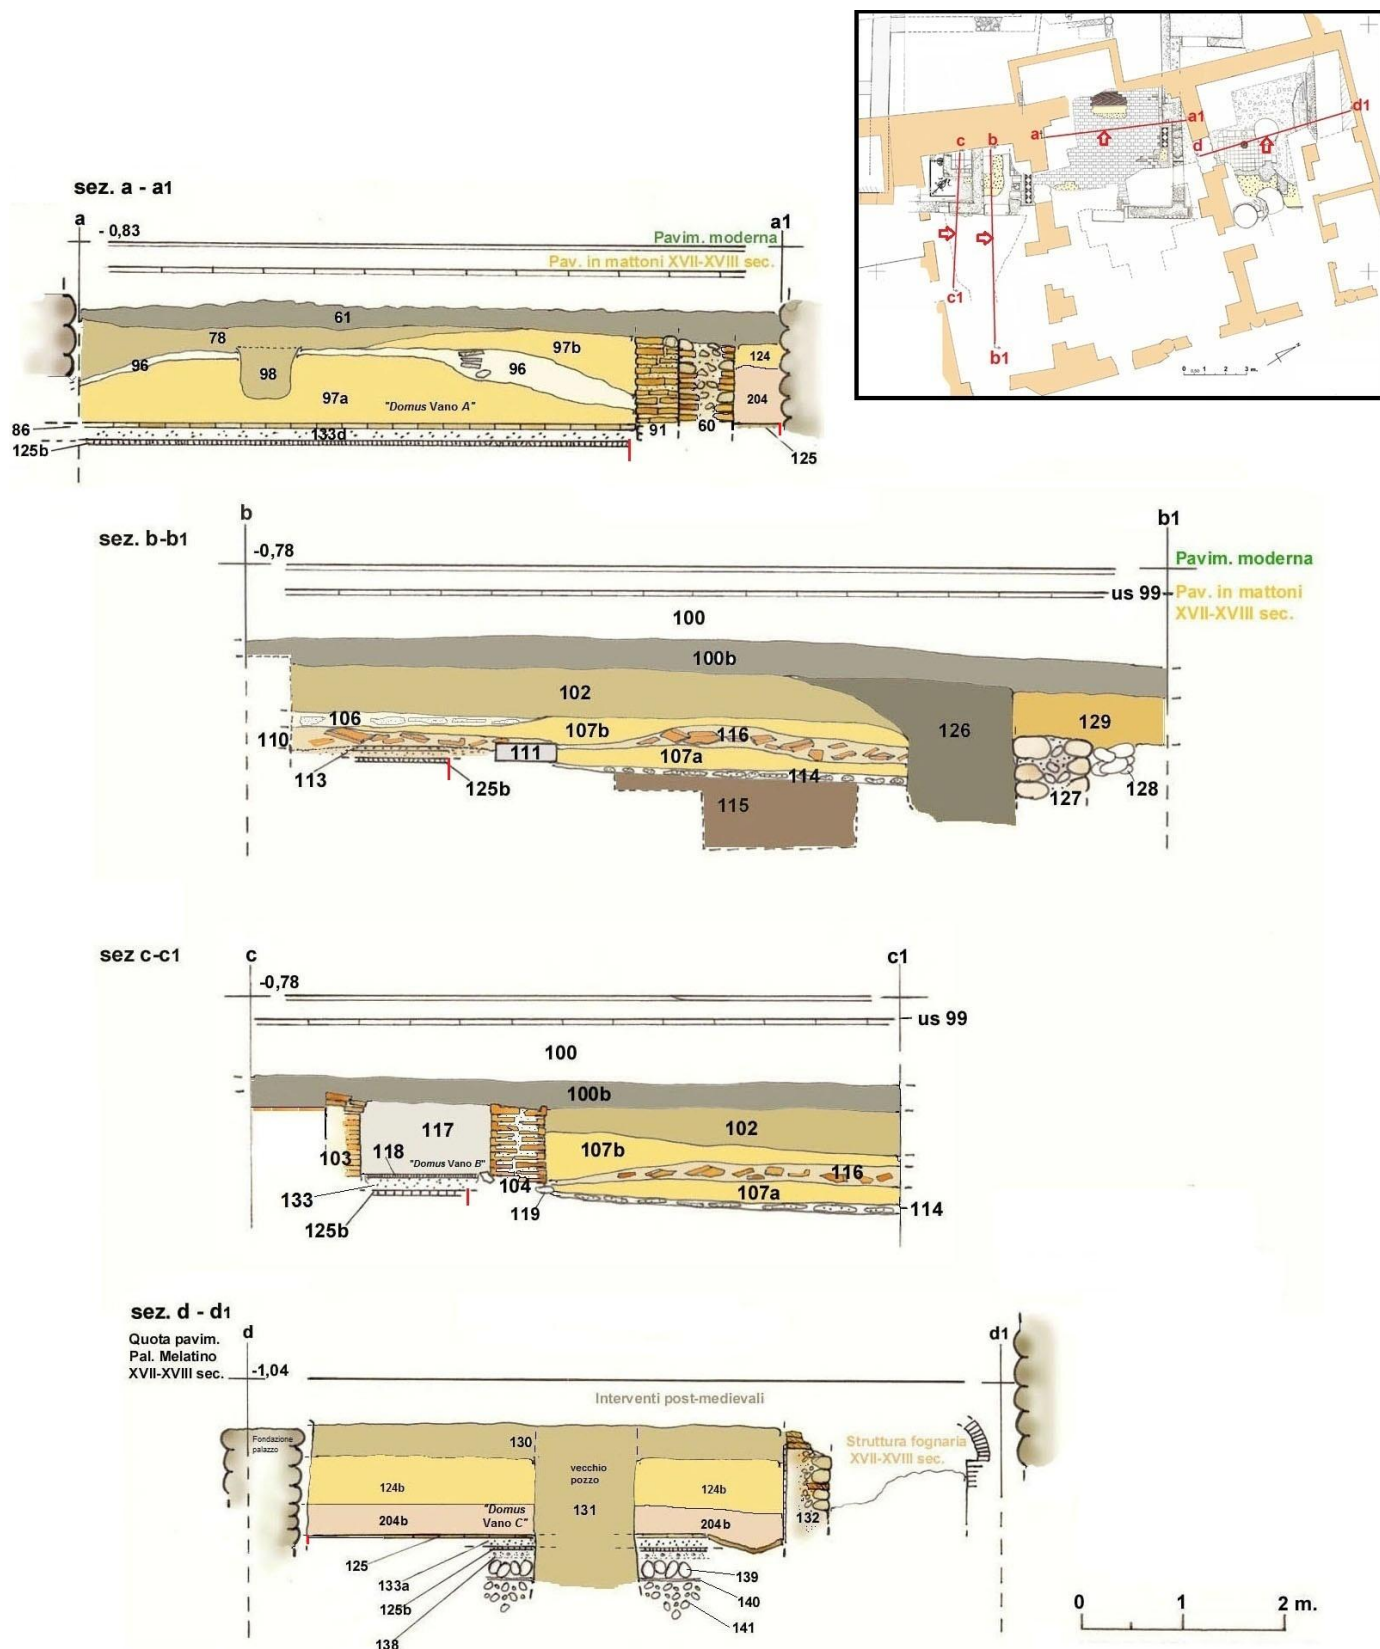 c
b
a
a1
d
d1
c1
b1
0 0,50 1 2 3 m.
sez. a - a1
a
- 0,83
a1
Pavim. moderna
Pav. in mattoni XVII-XVIII sec.
61
78
97b
96
96
124
98
97a
"Domus Vano A"
204
86
133d
91
60
125b
125
b
b1
sez. b-b1
-0,78
Pavim. moderna
us 99
Pav. in mattoni
XVII-XVIII sec.
100
100b
102
106
107b
116
126
129
110
111
107a
113
125b
114
115
127
128
sez c-c1
c
c1
-0,78
us 99
100
100b
117
102
107b
103
118
"Domus Vano B"
116
133
104
107a
119
114
125b
sez. d - d1
Quota pavim.
Pal. Melatino
XVII-XVIII sec.
d
-1,04
d1
Interventi post-medievali
Fondazione
palazzo
130
Struttura fognaria
XVII-XVIII sec.
vecchio
pozzo
124b
124b
131
"Domus
Vano C"
204b
204b
132
125
133a
139
125b
140
138
141
0 1 2 m.